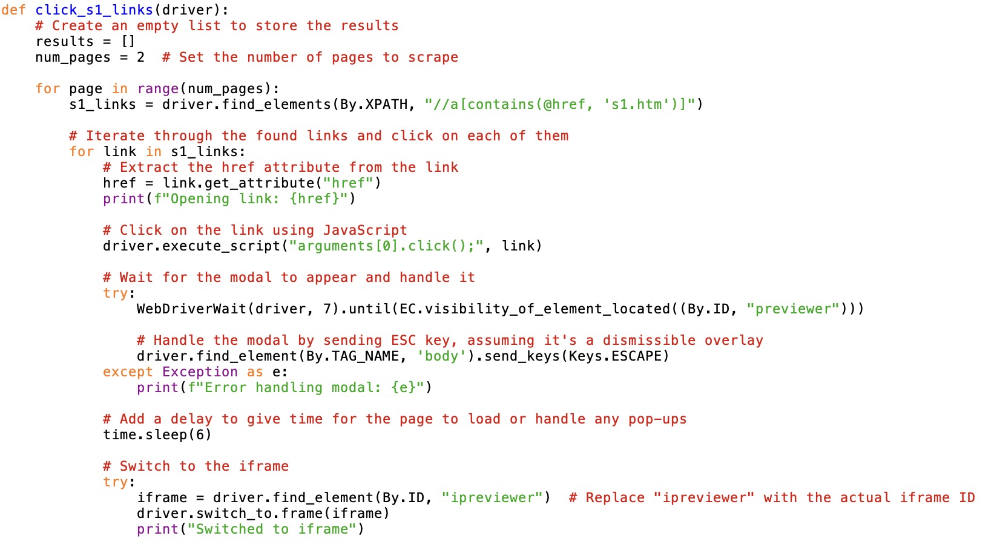 def click_s1_links(driver):
    # Create an empty list to store the results
    results = []
    num_pages = 2  # Set the number of pages to scrape

    for page in range(num_pages):
        s1_links = driver.find_elements(By.XPATH, "//a[contains(@href, 's1.htm')]")

        # Iterate through the found links and click on each of them
        for link in s1_links:
            # Extract the href attribute from the link
            href = link.get_attribute("href")
            print(f"Opening link: {href}")

            # Click on the link using JavaScript
            driver.execute_script("arguments[0].click();", link)

            # Wait for the modal to appear and handle it
            try:
                WebDriverWait(driver, 7).until(EC.visibility_of_element_located((By.ID, "previewer")))

                # Handle the modal by sending ESC key, assuming it's a dismissible overlay
                driver.find_element(By.TAG_NAME, 'body').send_keys(Keys.ESCAPE)
            except Exception as e:
                print(f"Error handling modal: {e}")

            # Add a delay to give time for the page to load or handle any pop-ups
            time.sleep(6)

            # Switch to the iframe
            try:
                iframe = driver.find_element(By.ID, "ipreviewer")  # Replace "ipreviewer" with the actual iframe ID
                driver.switch_to.frame(iframe)
                print("Switched to iframe")